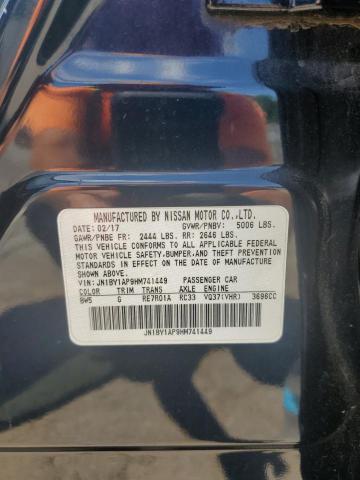 MANUFACTURED BY NISSAN MOTOR CO.,LTD.
DATE: 02/17 GVWR/PNBV: 5006 LBS.
GAWR/PNBE FR: 2444 LBS. RR: 2646 LBS.
THIS VEHICLE CONFORMS TO ALL APPLICABLE FEDERAL
MOTOR VEHICLE SAFETY, BUMPER, AND THEFT PREVENTION
STANDARDS IN EFFECT ON THE DATE OF MANUFACTURE
SHOWN ABOVE.
VIN: JN1BY1AP9HM741449 PASSENGER CAR
COLOR TRIM TRANS AXLE ENGINE
BW5 G RE7R01A RC33 VQ37(VHR) 3696CC
JN1BY1AP9HM741449